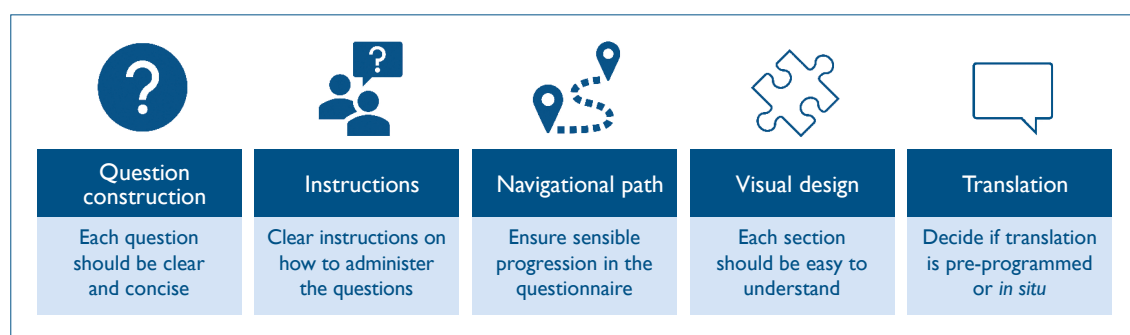 ?
?
Question
construction
Each question
should be clear
and concise
Instructions
Clear instructions on
how to administer
the questions
Navigational path
Ensure sensible
progression in the
questionnaire
Visual design
Each section
should be easy to
understand
Translation
Decide if translation
is pre-programmed
or in situ